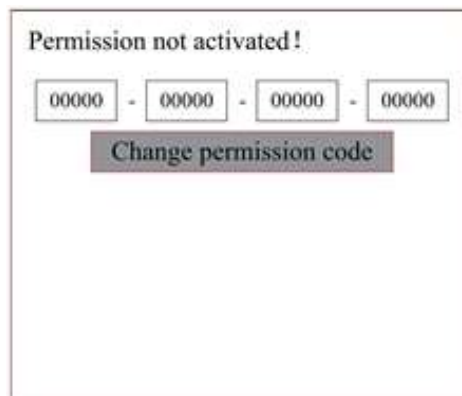 Permission not activated!
00000 - 00000 - 00000 - 00000
Change permission code